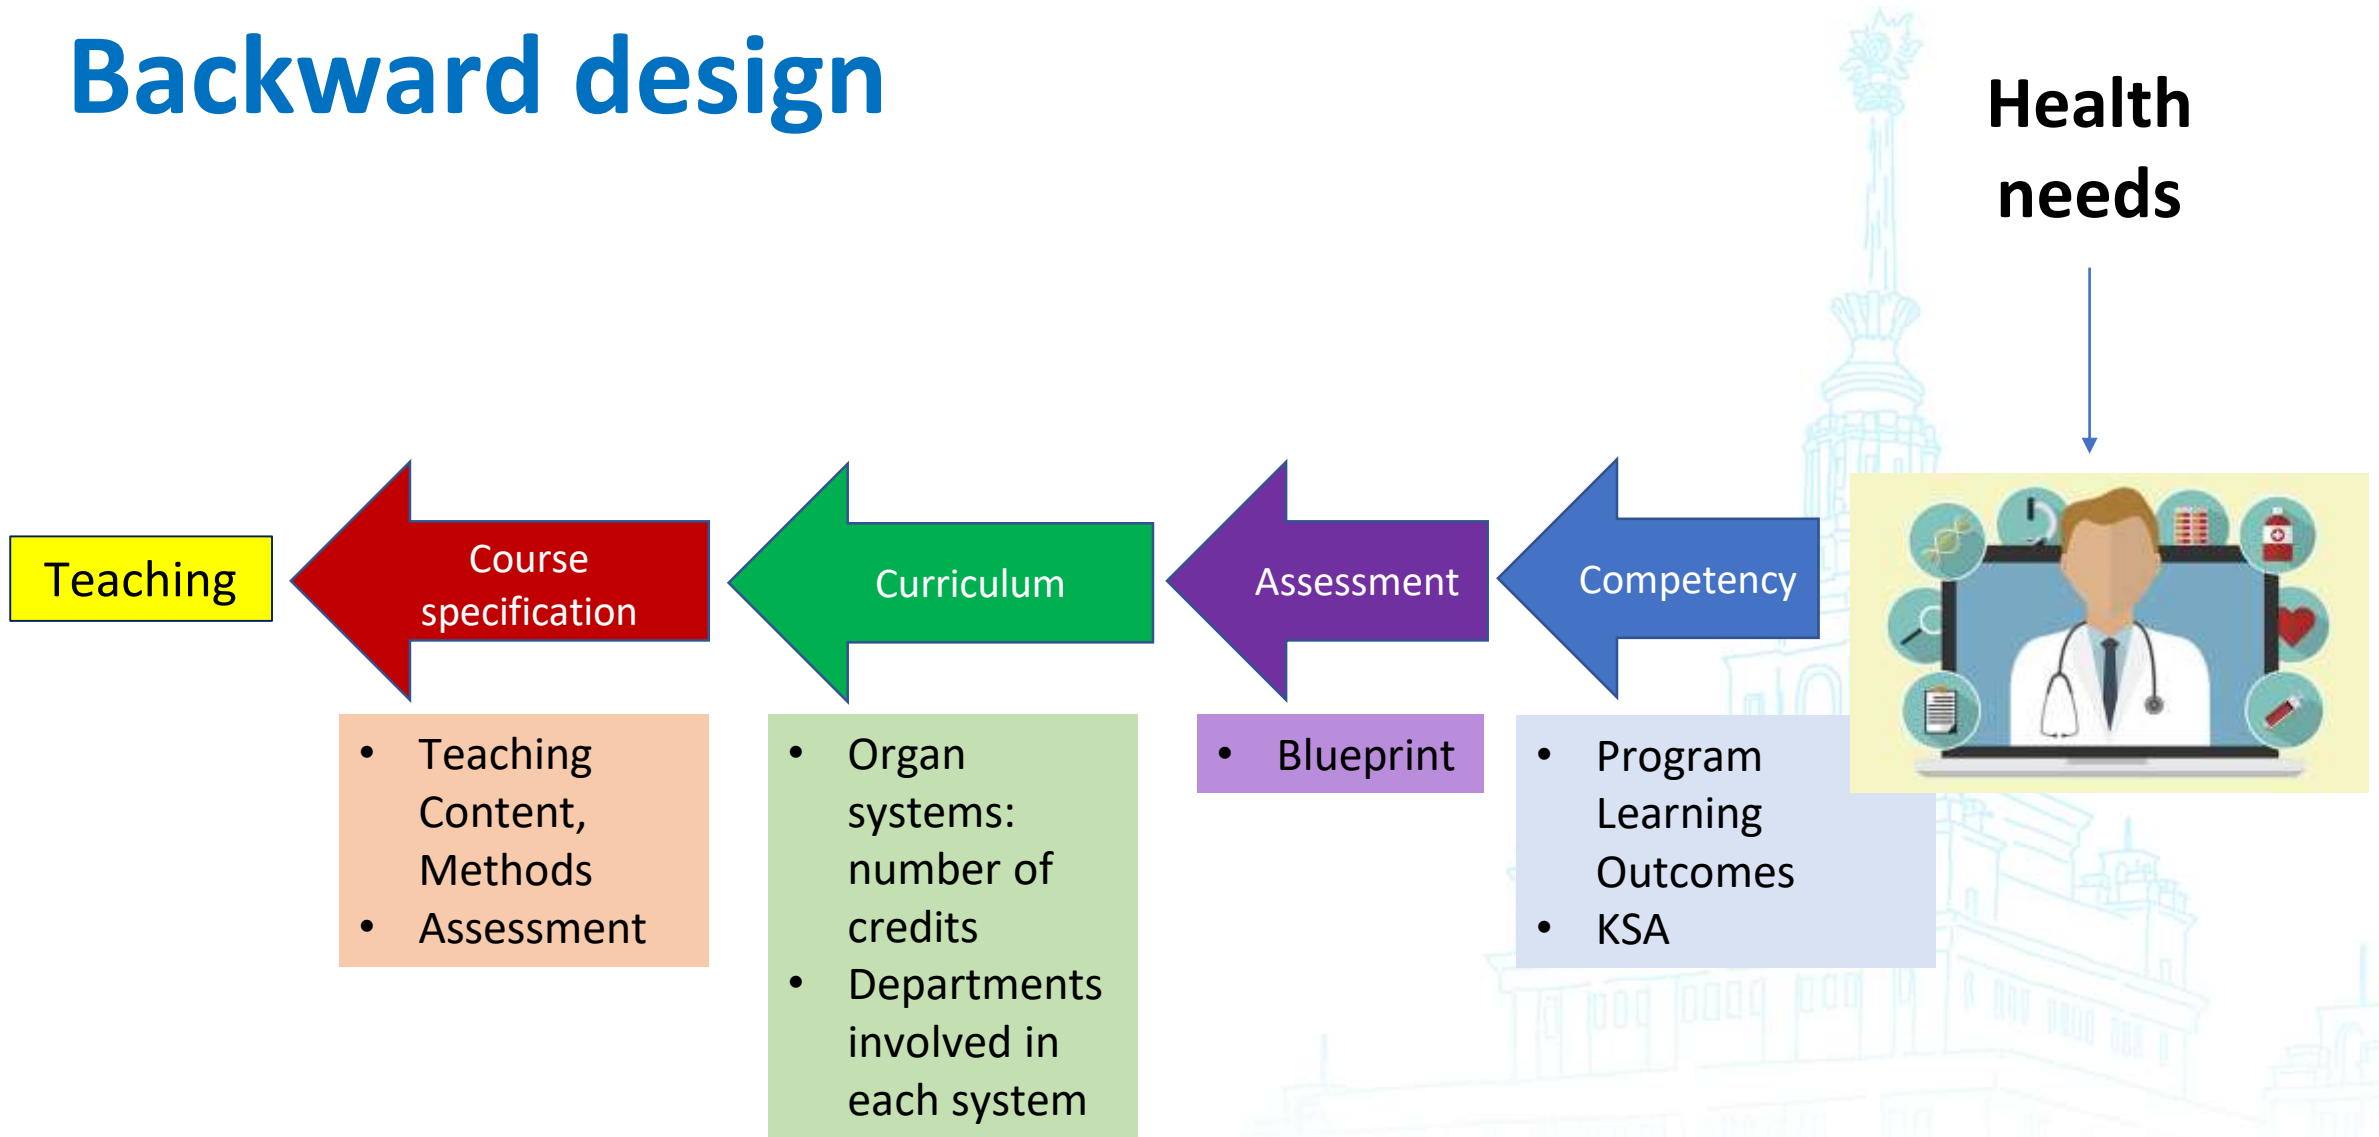 Backward design
Health
needs
Teaching
Course
specification
Curriculum
Assessment
Competency
• Teaching
Content,
Methods
• Assessment
• Organ
systems:
number of
credits
• Departments
involved in
each system
• Blueprint
• Program
Learning
Outcomes
• KSA